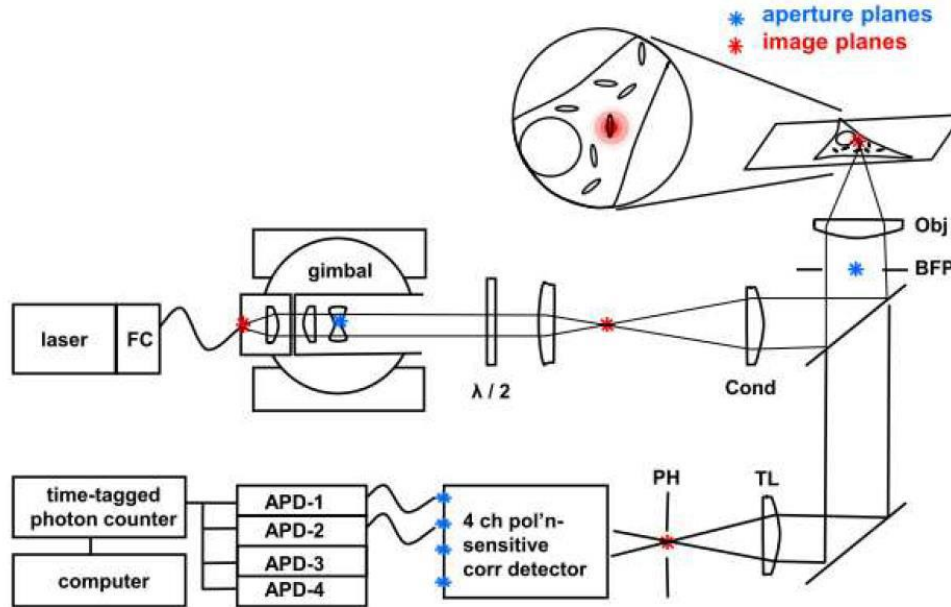 * aperture planes
* image planes
Obj
BFP
gimbal
laser
FC
λ / 2
Cond
time-tagged
photon counter
computer
APD-1
APD-2
APD-3
APD-4
4 ch pol'n-
sensitive
corr detector
PH
TL